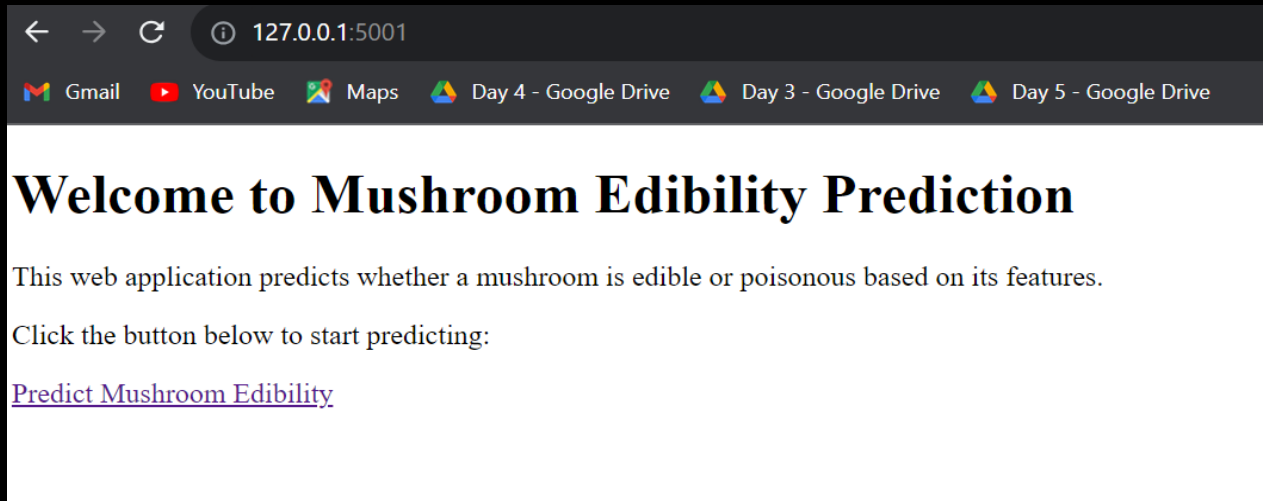 127.0.0.1:5001
Gmail YouTube Maps Day 4 - Google Drive Day 3 - Google Drive Day 5 - Google Drive
Welcome to Mushroom Edibility Prediction
This web application predicts whether a mushroom is edible or poisonous based on its features.
Click the button below to start predicting:
Predict Mushroom Edibility